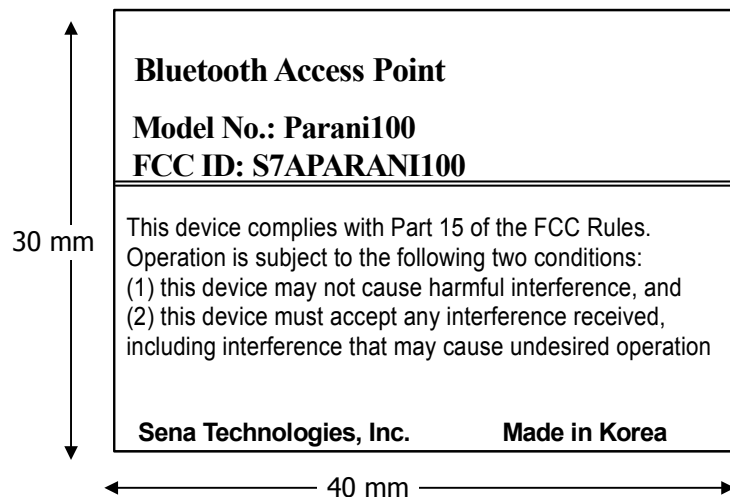 Bluetooth Access Point
Model No.: Parani100
FCC ID: S7APARANI100
30 mm
This device complies with Part 15 of the FCC Rules.
Operation is subject to the following two conditions:
(1) this device may not cause harmful interference, and
(2) this device must accept any interference received,
including interference that may cause undesired operation
Sena Technologies, Inc. Made in Korea
40 mm